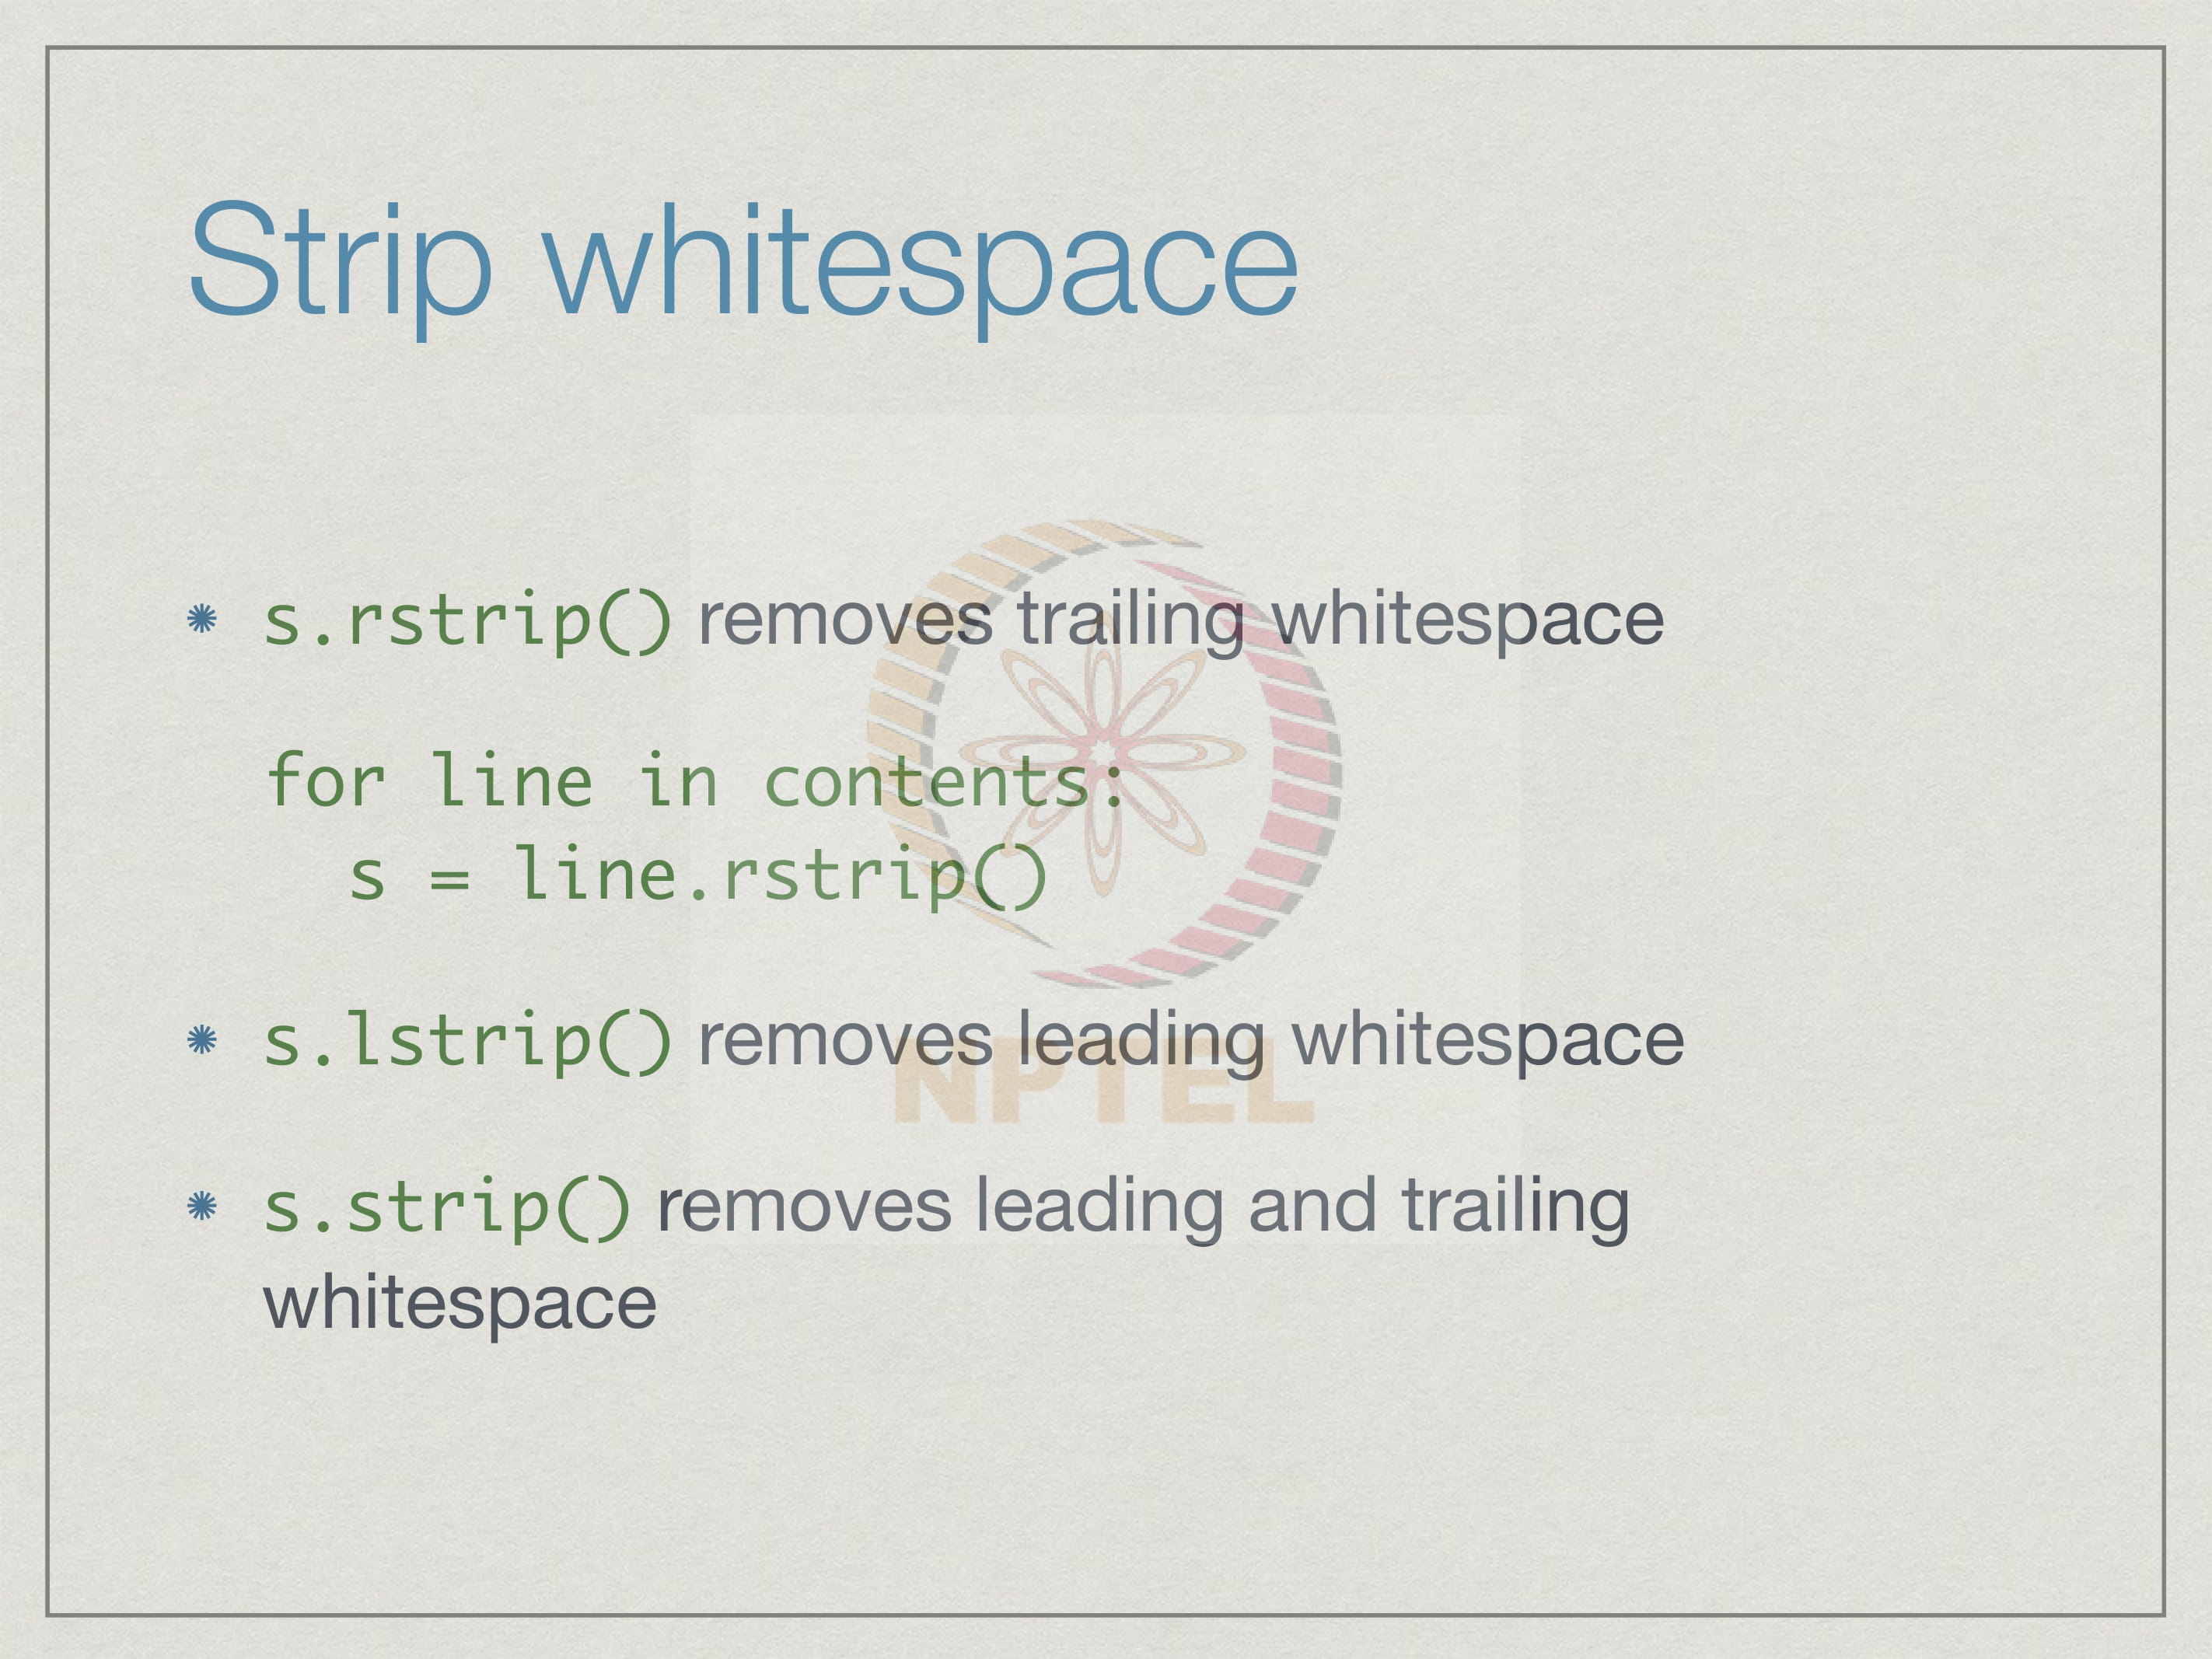 Strip whitespace
s.rstrip() removes trailing whitespace
for line in contents:
  s = line.rstrip()
s.lstrip() removes leading whitespace
NPTEL
s.strip() removes leading and trailing
whitespace